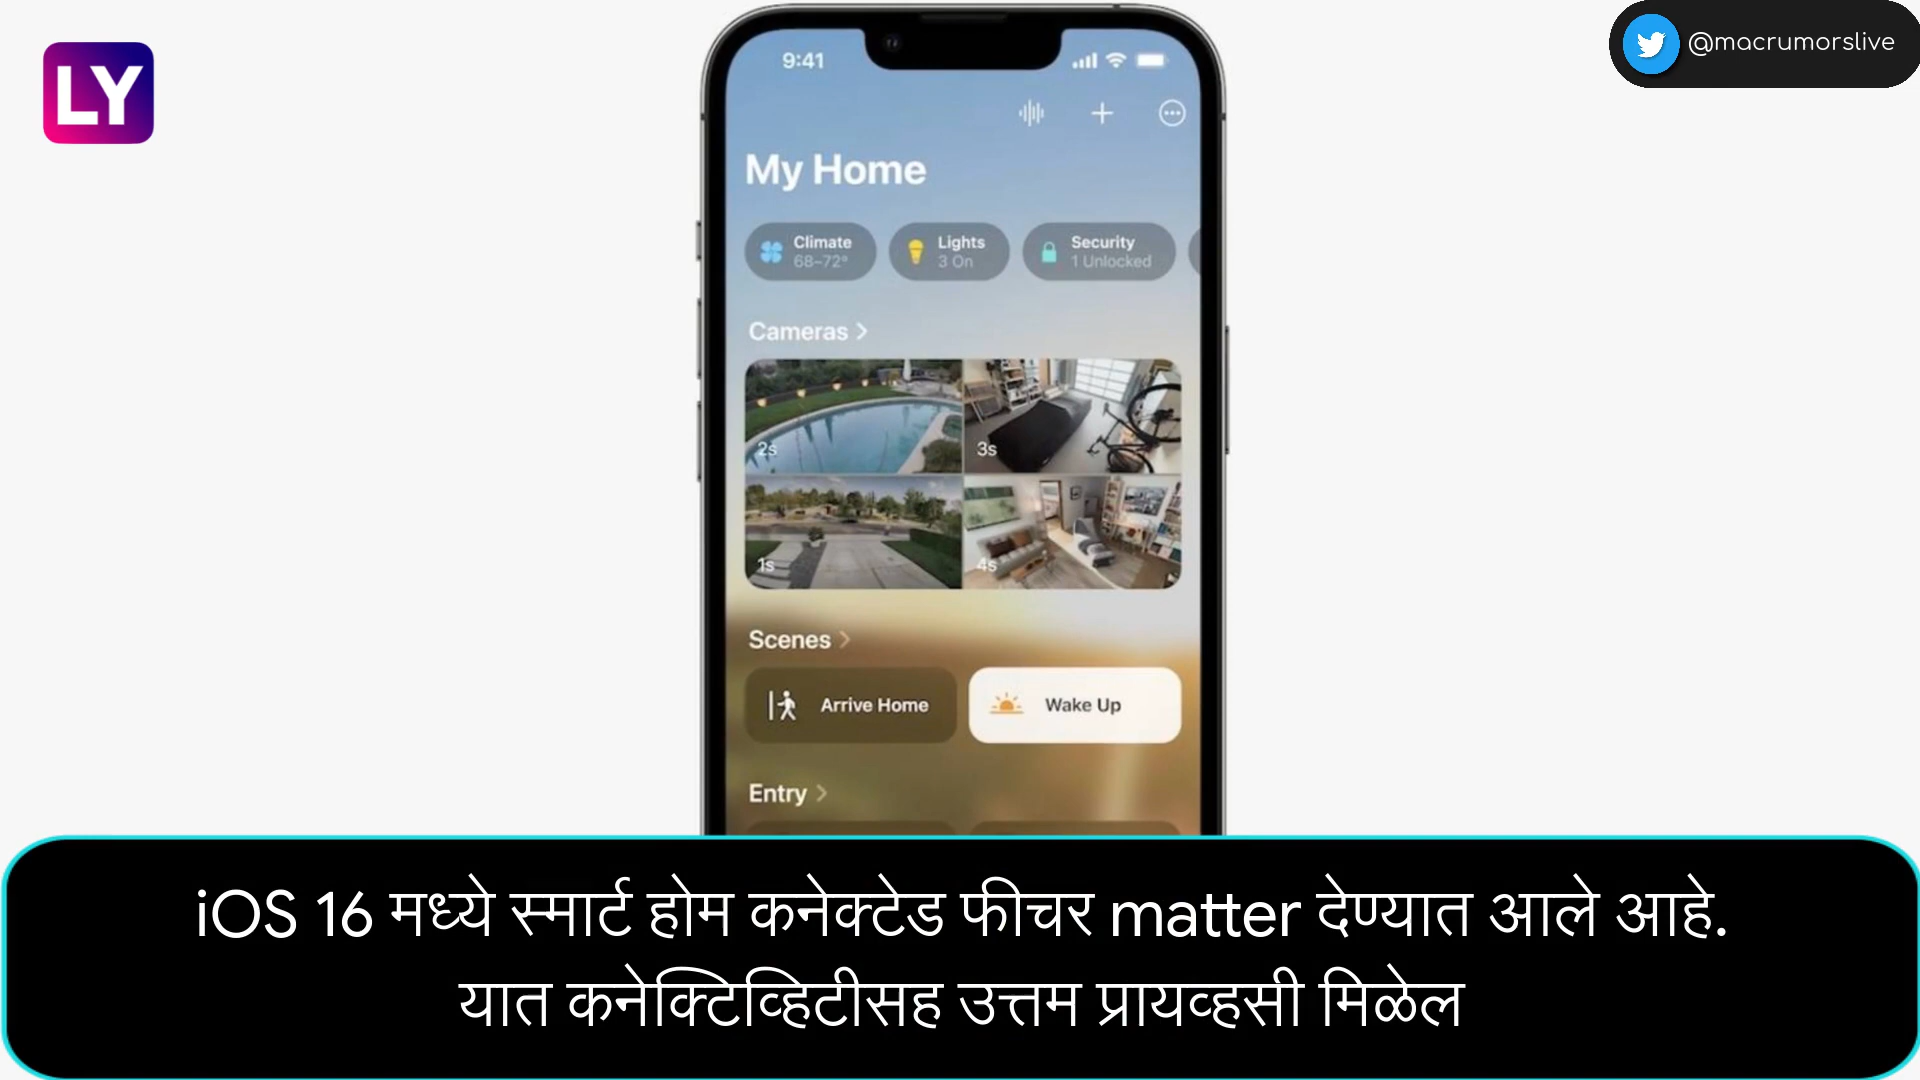 LY
@macrumorslive
9:41
My Home
Climate
68–72°
Lights
3 On
Security
1 Unlocked
Cameras >
2s
3s
1s
4s
Scenes >
Arrive Home
Wake Up
Entry >
iOS 16 मध्ये स्मार्ट होम कनेक्टेड फीचर matter देण्यात आले आहे.
यात कनेक्टिव्हिटीसह उत्तम प्रायव्हसी मिळेल